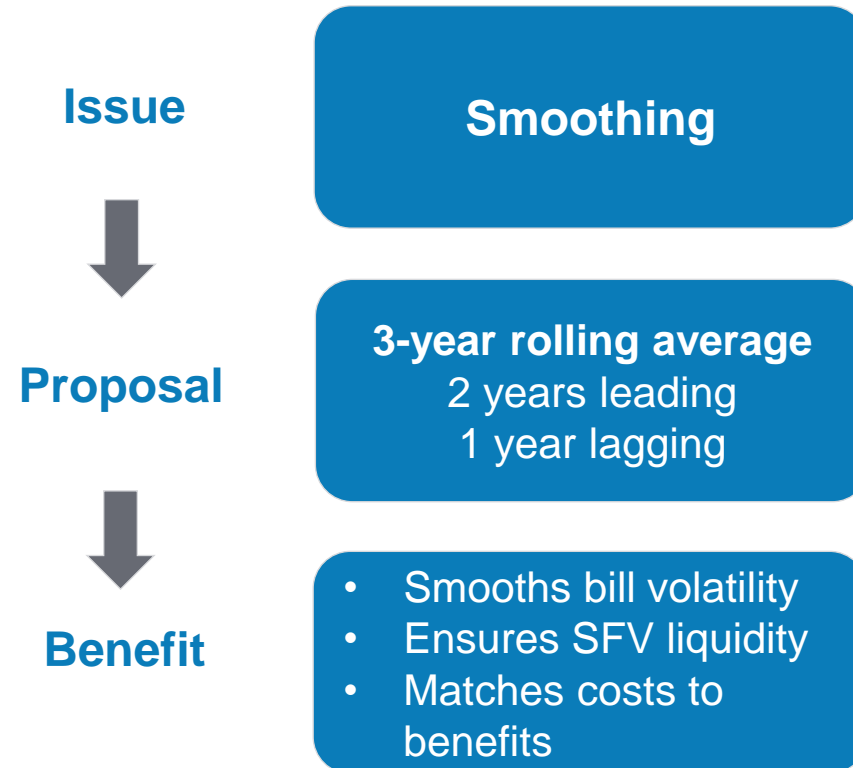 Issue
Smoothing
Proposal
3-year rolling average
2 years leading
1 year lagging
Benefit
• Smooths bill volatility
• Ensures SFV liquidity
• Matches costs to
benefits